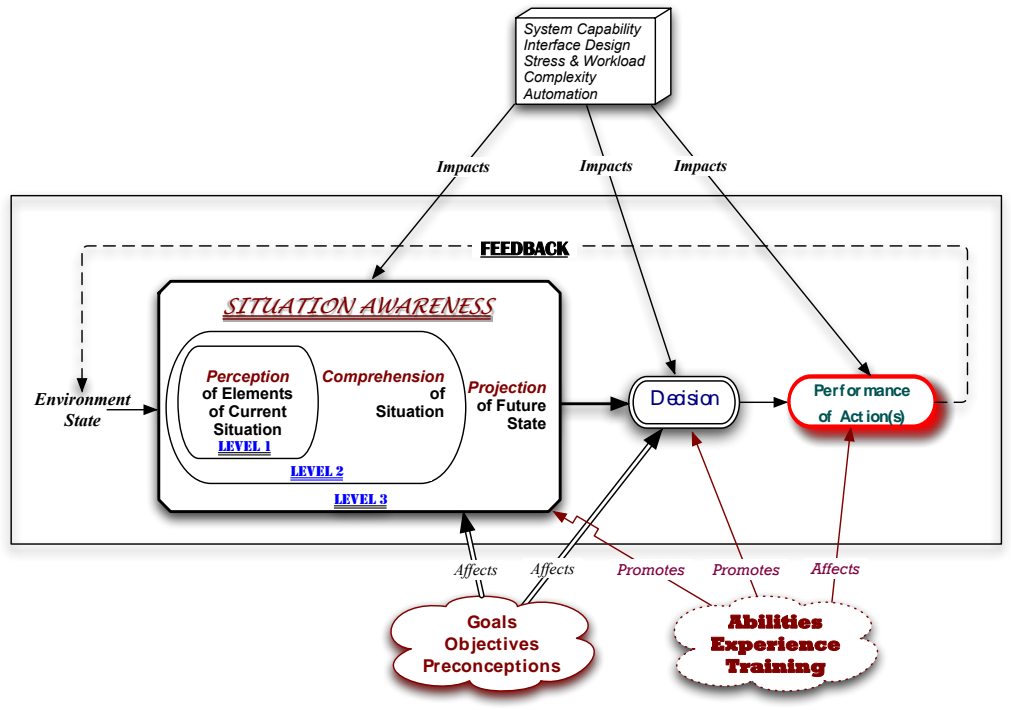 System Capability
Interface Design
Stress & Workload
Complexity
Automation
Impacts
Impacts
Impacts
FEEDBACK
SITUATION AWARENESS
Perception
of Elements
of Current
Situation
LEVEL 1
Comprehension
of
Situation
LEVEL 2
Projection
of Future
State
LEVEL 3
Environment
State
Decision
Performance
of Action(s)
Affects
Affects
Promotes
Promotes
Affects
Goals
Objectives
Preconceptions
Abilities
Experience
Training